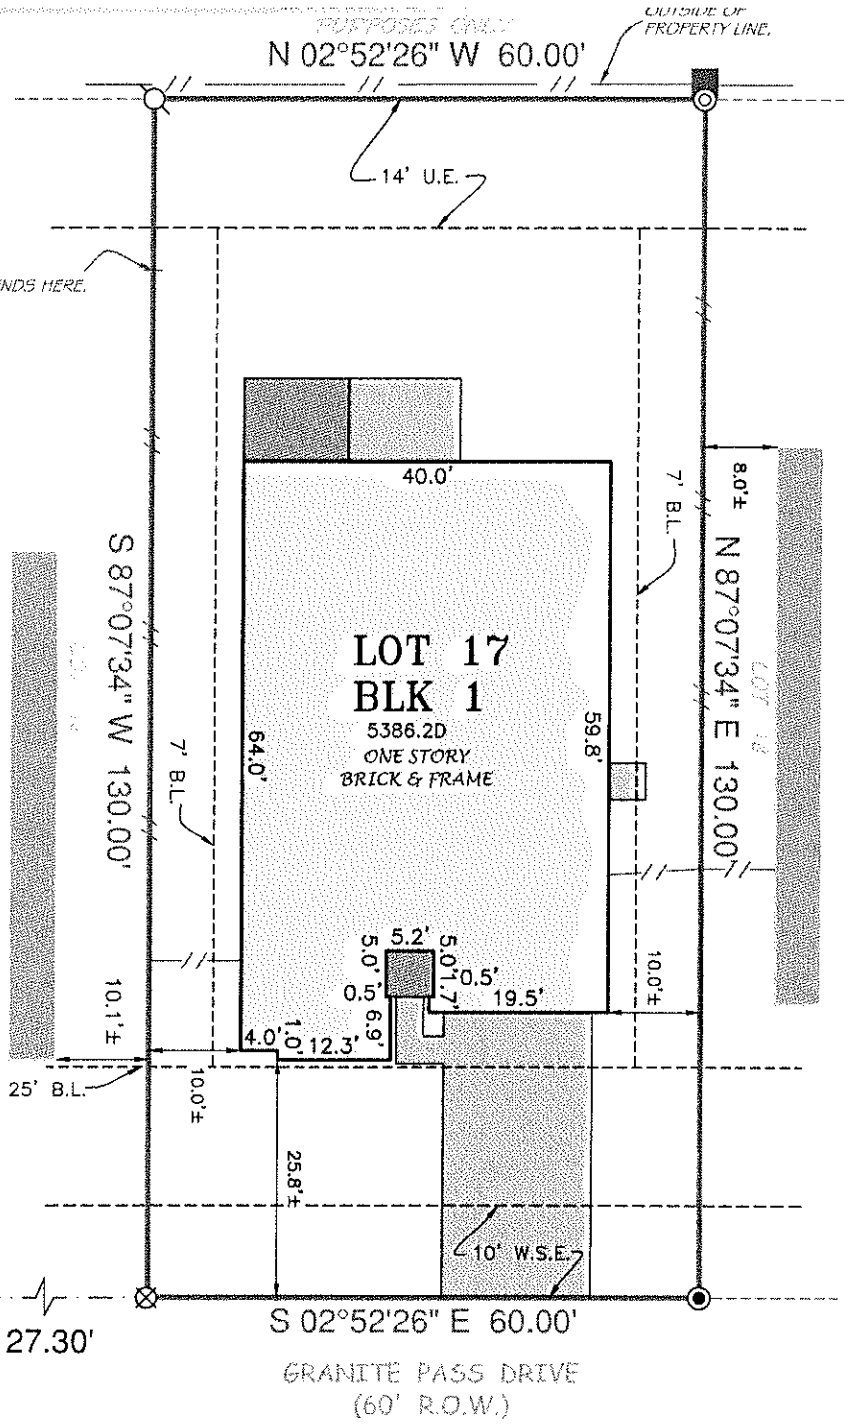 PURPOSES ONLY
OUTSIDE OF
PROPERTY LINE.
N 02°52'26" W 60.00'
14' U.E.
ENDS HERE.
40.0'
7' B.L.
8.0'±
S 87°07'34" W 130.00'
N 87°07'34" E 130.00'
LOT 18
LOT 17
BLK 1
5386.2D
ONE STORY
BRICK & FRAME
64.0'
59.8'
7' B.L.
5.2'
5.0'
5.0'
0.5'
1.7'
0.5'
19.5'
6.9'
10.0'±
10.1'±
4.0'
1.0'
12.3'
25' B.L.
10.0'±
25.8'±
10' W.S.E.
S 02°52'26" E 60.00'
27.30'
GRANITE PASS DRIVE
(60' R.O.W.)